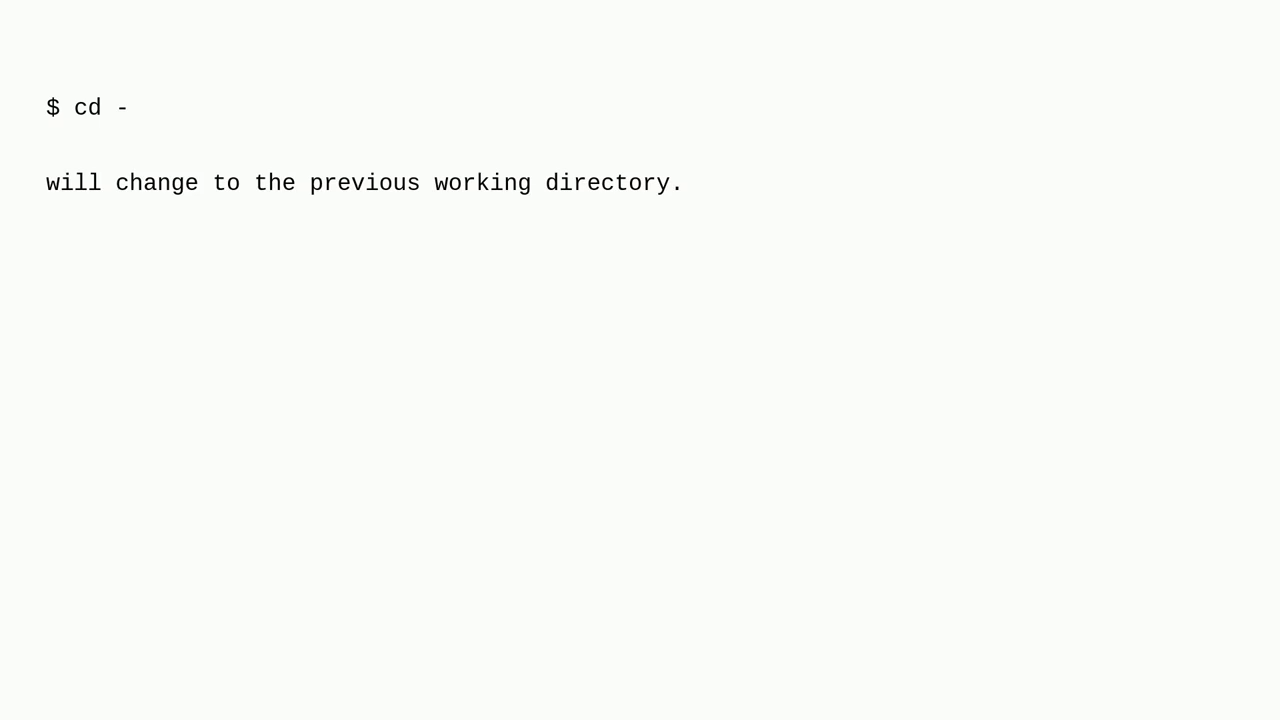 $ cd -
will change to the previous working directory.